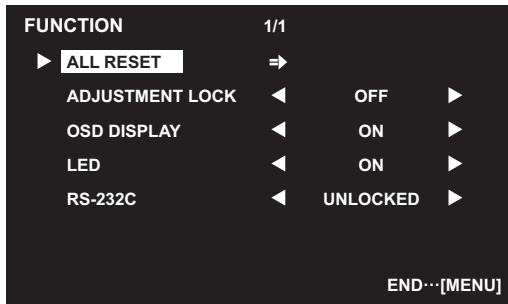 FUNCTION 1/1
ALL RESET
ADJUSTMENT LOCK OFF
OSD DISPLAY ON
LED ON
RS-232C UNLOCKED
END···[MENU]